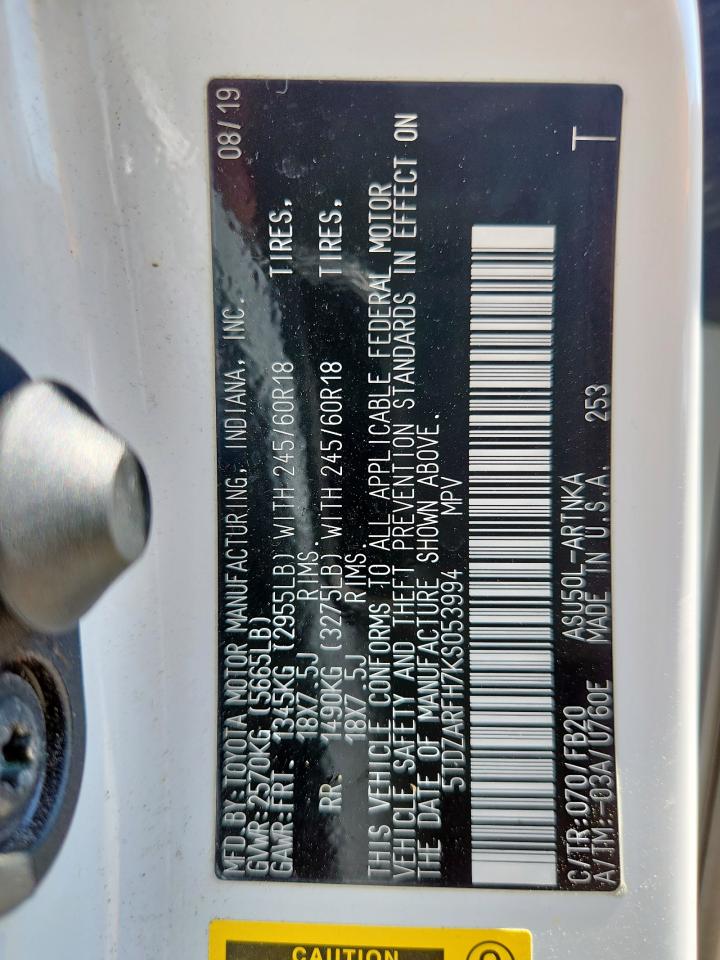 MFD.BY:TOYOTA MOTOR MANUFACTURING, INDIANA, INC. 08/19
GVWR:2570KG (5665LB)
GAWR:FRT. 1345KG (2955LB) WITH 245/60R18 TIRES,
18X7.5J RIMS.
RR. 1490KG (3275LB) WITH 245/60R18 TIRES,
18X7.5J RIMS.
THIS VEHICLE CONFORMS TO ALL APPLICABLE FEDERAL MOTOR
VEHICLE SAFETY AND THEFT PREVENTION STANDARDS IN EFFECT ON
THE DATE OF MANUFACTURE SHOWN ABOVE.
5TDZARFH7KS053994 MPV
C/TR:070/FB20 ASU50L-ARTNKA T
A/TM:-03A/U760E MADE IN U.S.A. 253
CAUTION